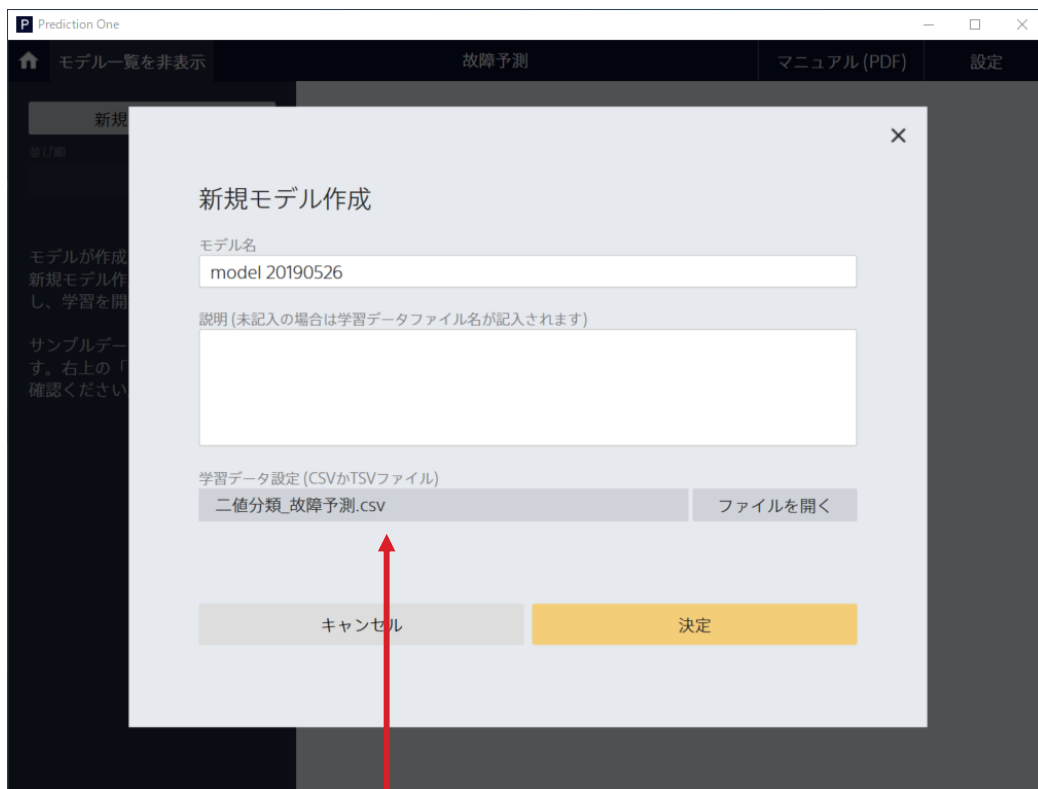 P Prediction One
モデル一覧を非表示
故障予測
マニュアル (PDF)
設定
新規
並び順
モデルが作成
新規モデル作
し、学習を開
サンプルデー
す。右上の「
確認ください
新規モデル作成
モデル名
model 20190526
説明 (未記入の場合は学習データファイル名が記入されます)
学習データ設定 (CSVかTSVファイル)
二値分類_故障予測.csv
ファイルを開く
キャンセル
決定